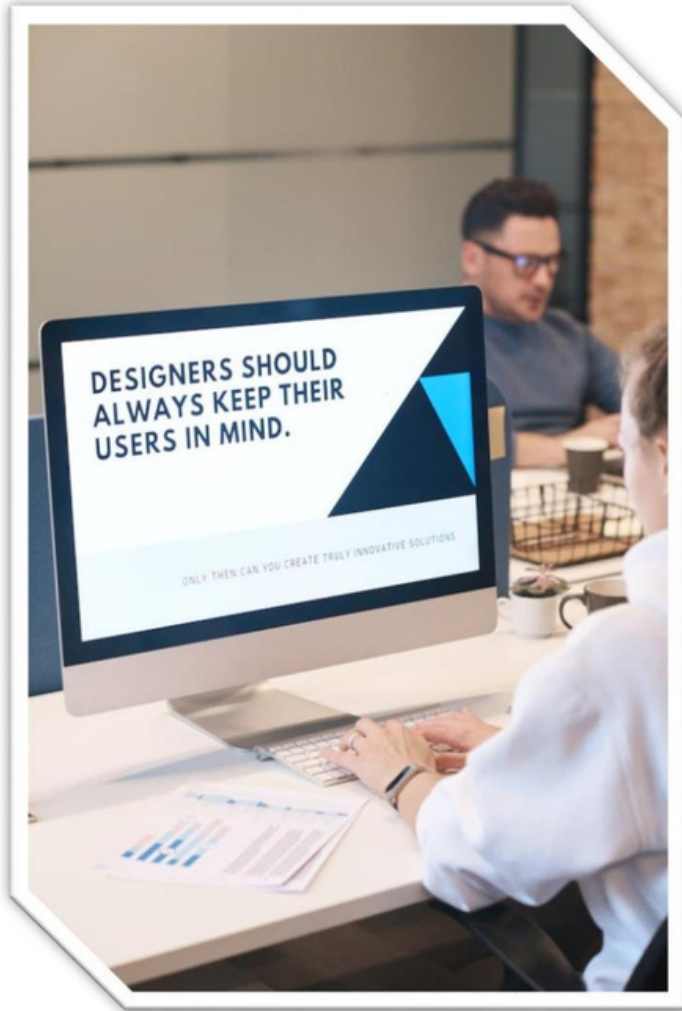 DESIGNERS SHOULD
ALWAYS KEEP THEIR
USERS IN MIND.
ONLY THEN CAN YOU CREATE TRULY INNOVATIVE SOLUTIONS